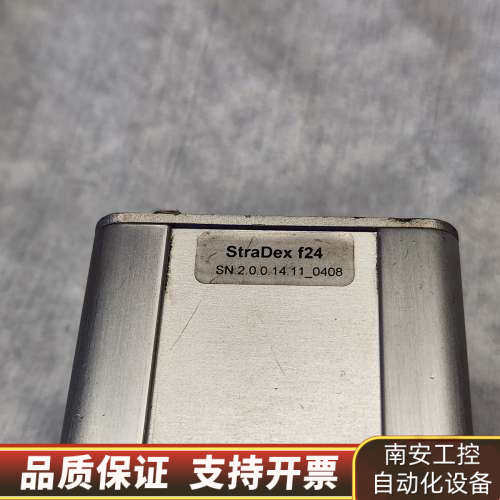 StraDex f24
SN 2.0.0.14.11_0408
品质保证 支持开票
南安工控
自动化设备